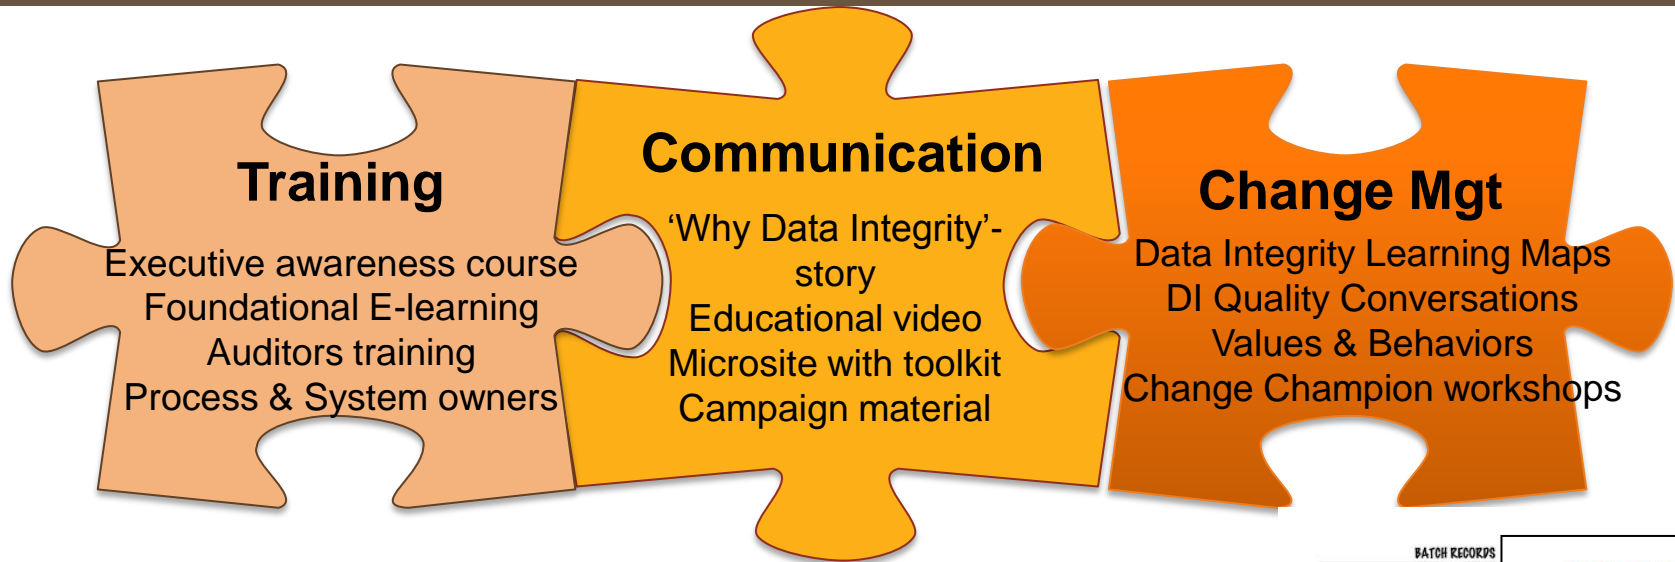 Training
Executive awareness course
Foundational E-learning
Auditors training
Process & System owners
Communication
‘Why Data Integrity’-
story
Educational video
Microsite with toolkit
Campaign material
Change Mgt
Data Integrity Learning Maps
DI Quality Conversations
Values & Behaviors
Change Champion workshops
BATCH RECORDS